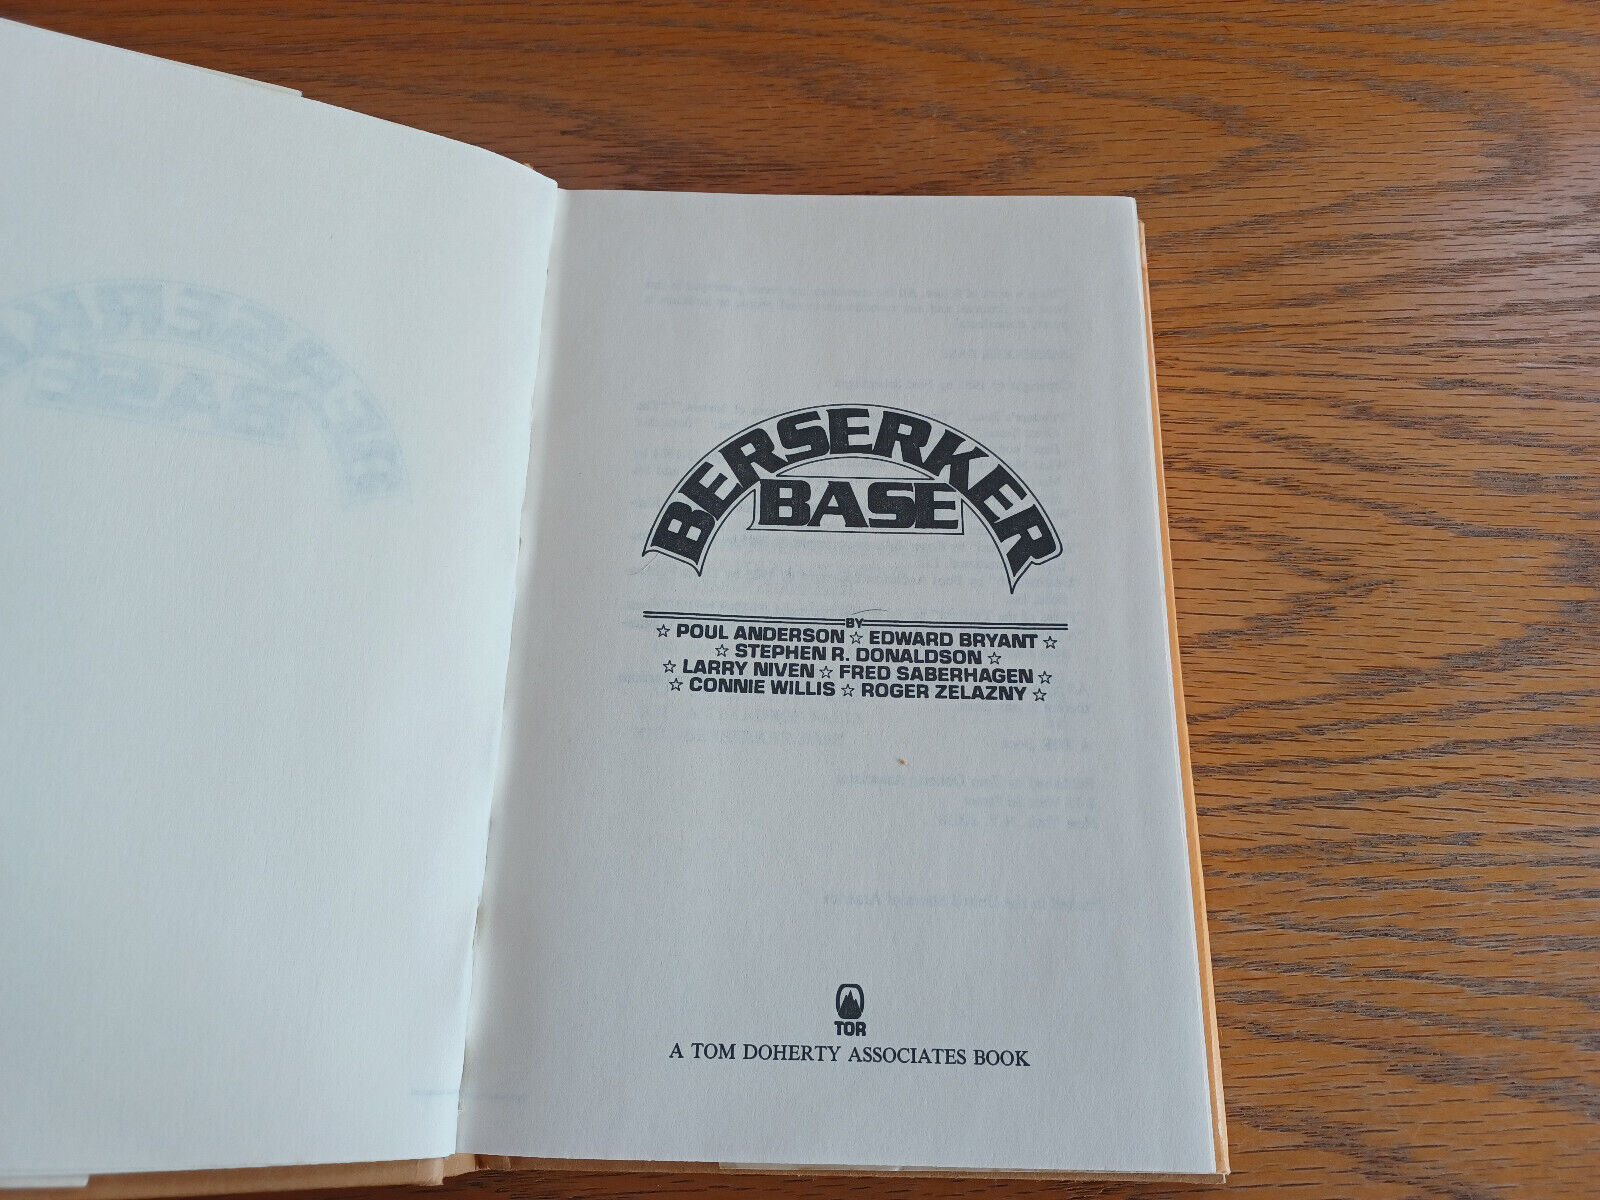 BERSERKER
BASE
BY
☆ POUL ANDERSON ☆ EDWARD BRYANT ☆
☆ STEPHEN R. DONALDSON ☆
☆ LARRY NIVEN ☆ FRED SABERHAGEN ☆
☆ CONNIE WILLIS ☆ ROGER ZELAZNY ☆
TOR
A TOM DOHERTY ASSOCIATES BOOK